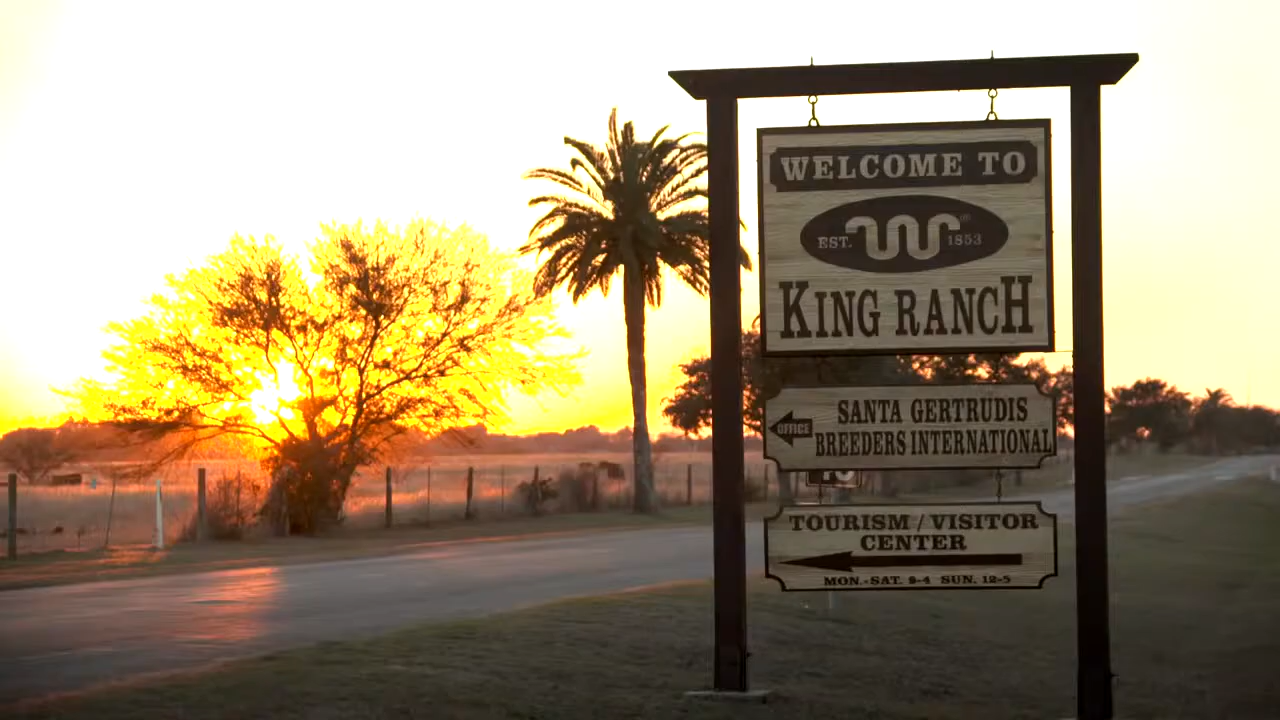 WELCOME TO
EST. 1853
KING RANCH
OFFICE
SANTA GERTRUDIS
BREEDERS INTERNATIONAL
TOURISM / VISITOR
CENTER
MON.-SAT. 9-4 SUN. 12-5